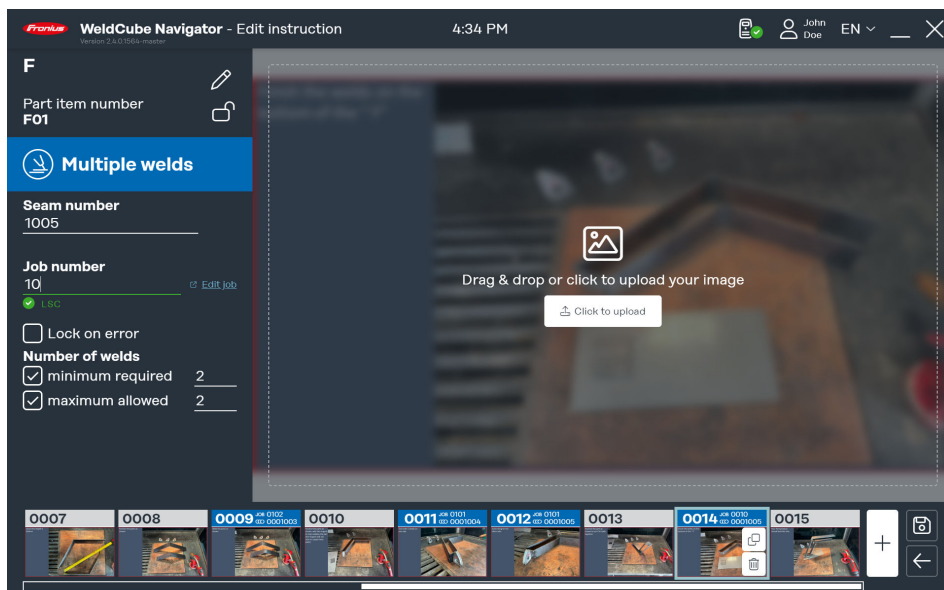 Fronius WeldCube Navigator - Edit instruction 4:34 PM John Doe EN
Version 2.4.0.1564-master
F
Part item number
F01
Multiple welds
Seam number
1005
Job number
10 Edit job
LSC
Lock on error
Number of welds
minimum required 2
maximum allowed 2
Drag & drop or click to upload your image
Click to upload
0007
0008
0009 JOB 0102 0001003
0010
0011 JOB 0101 0001004
0012 JOB 0101 0001005
0013
0014 JOB 0010 0001005
0015